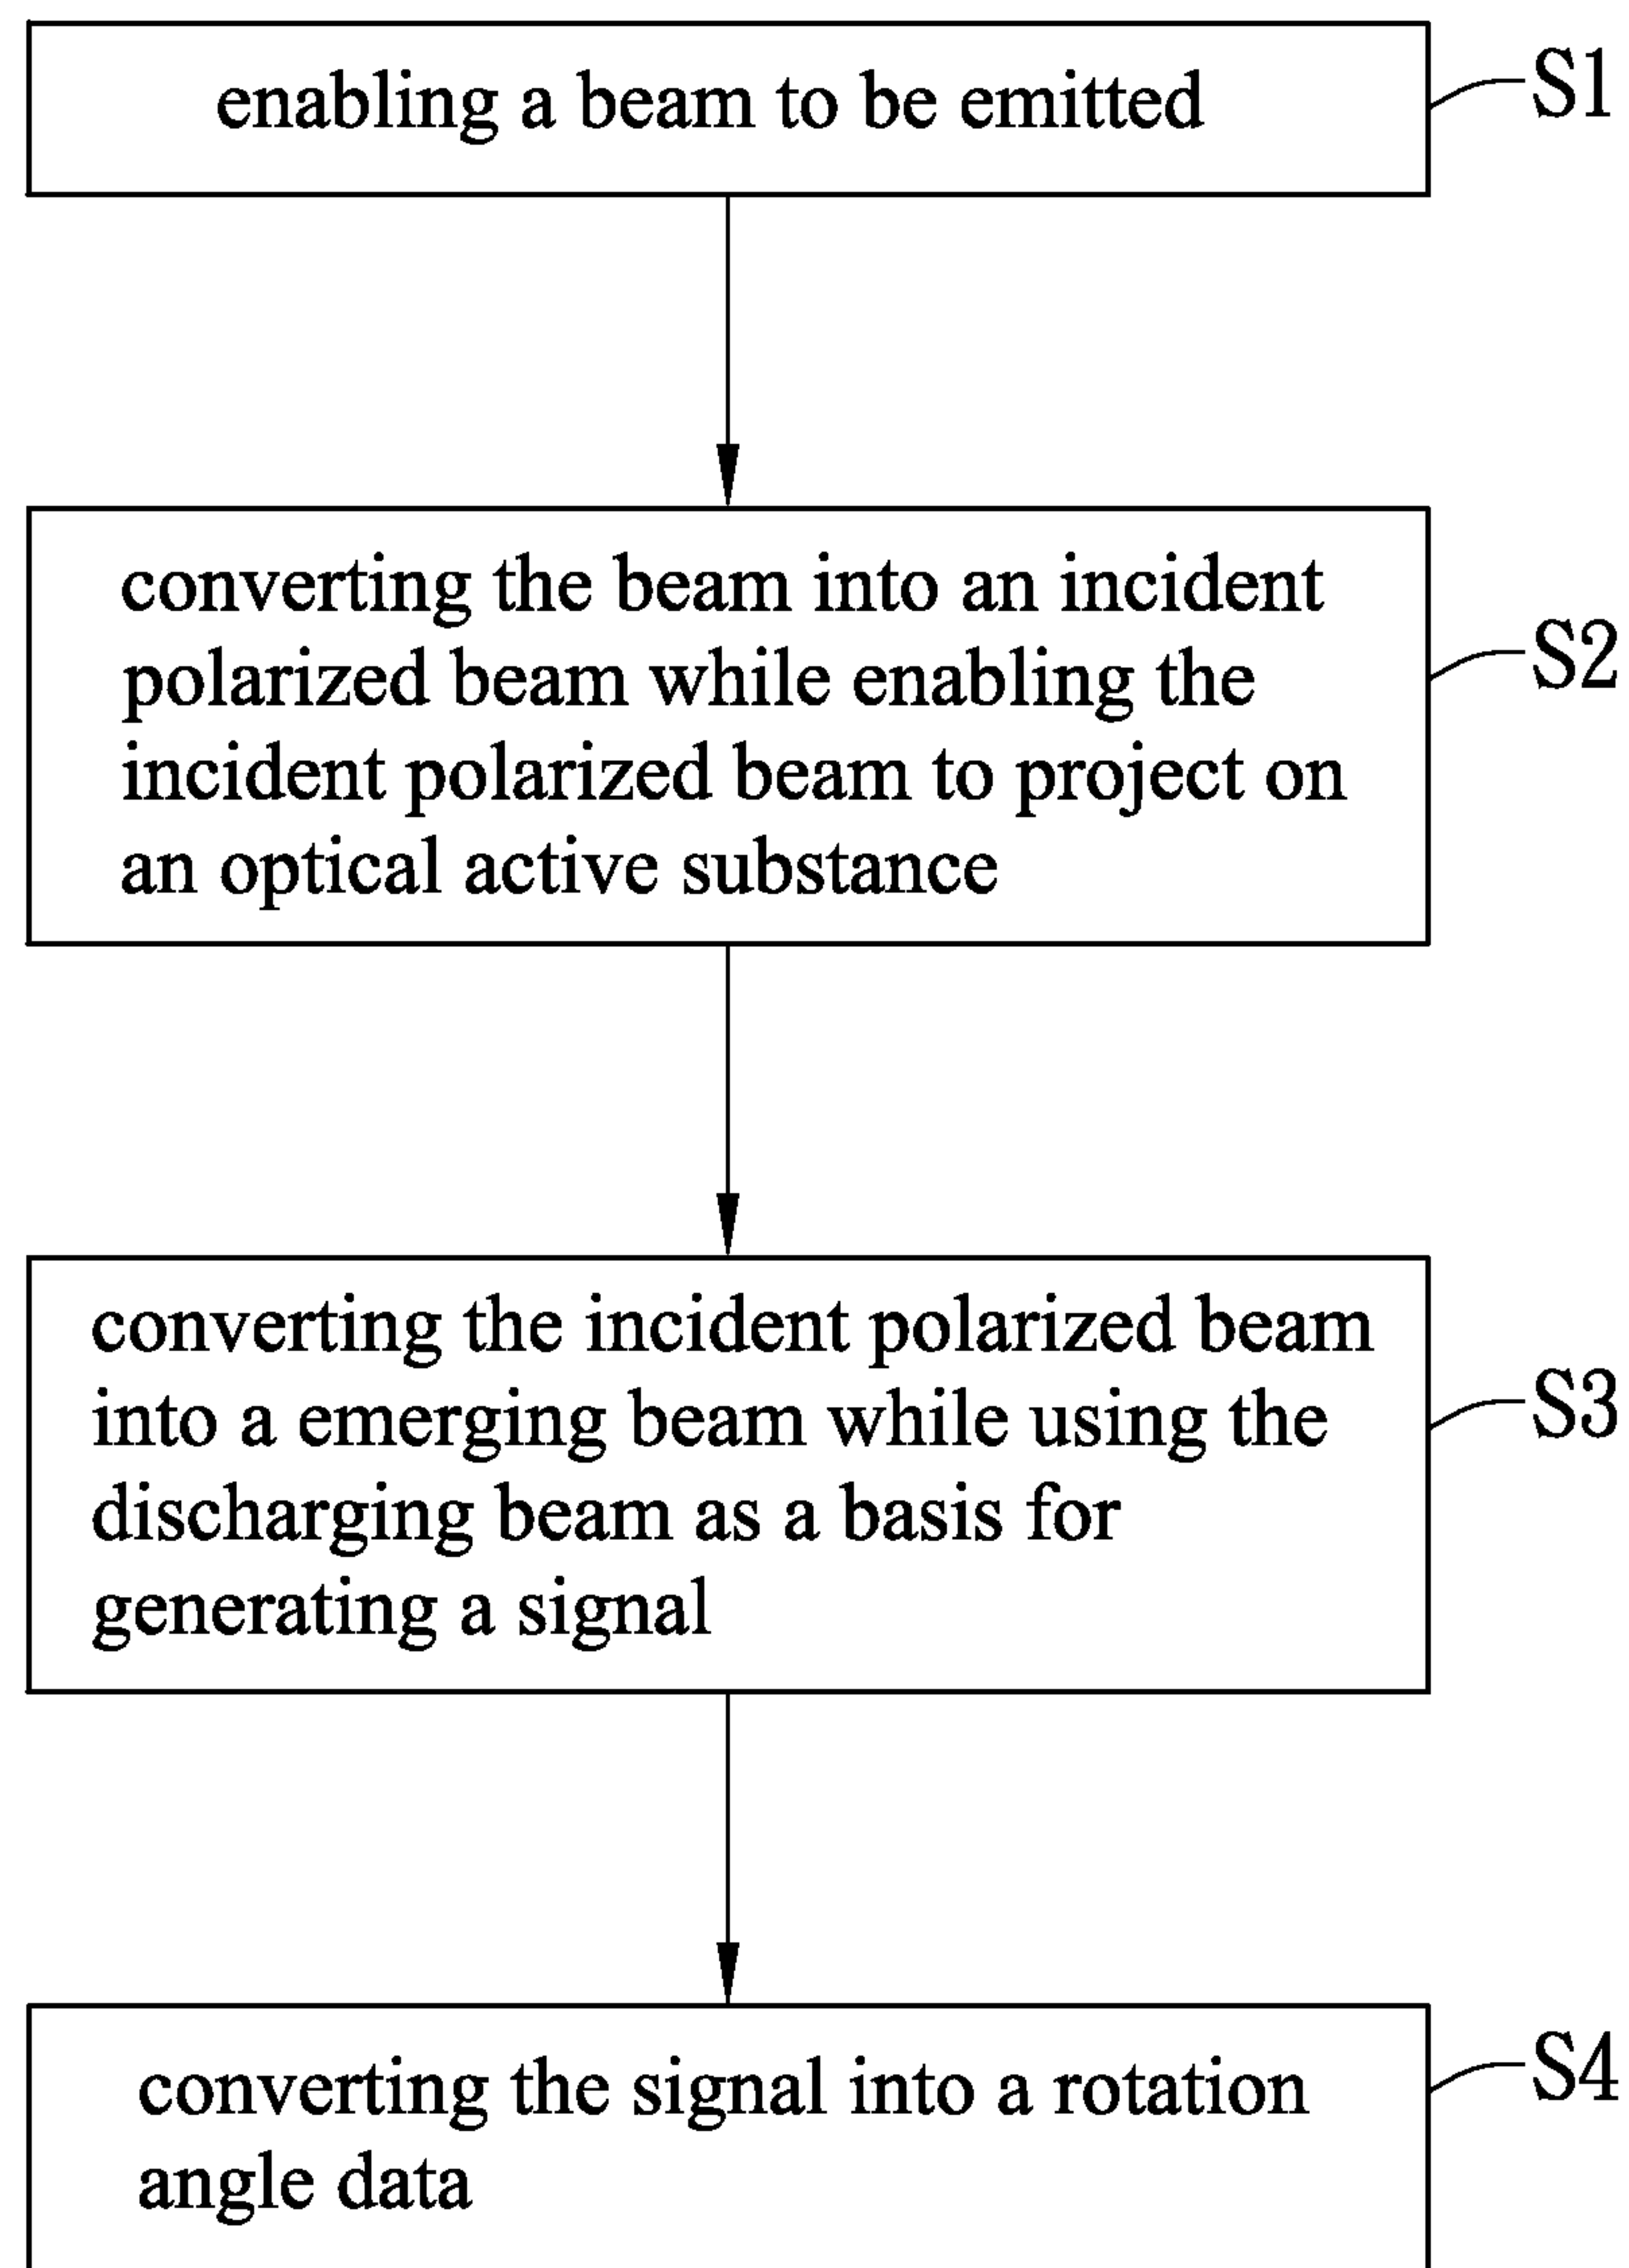 enabling a beam to be emitted
S1
converting the beam into an incident
polarized beam while enabling the
incident polarized beam to project on
an optical active substance
S2
converting the incident polarized beam
into a emerging beam while using the
discharging beam as a basis for
generating a signal
S3
converting the signal into a rotation
angle data
S4